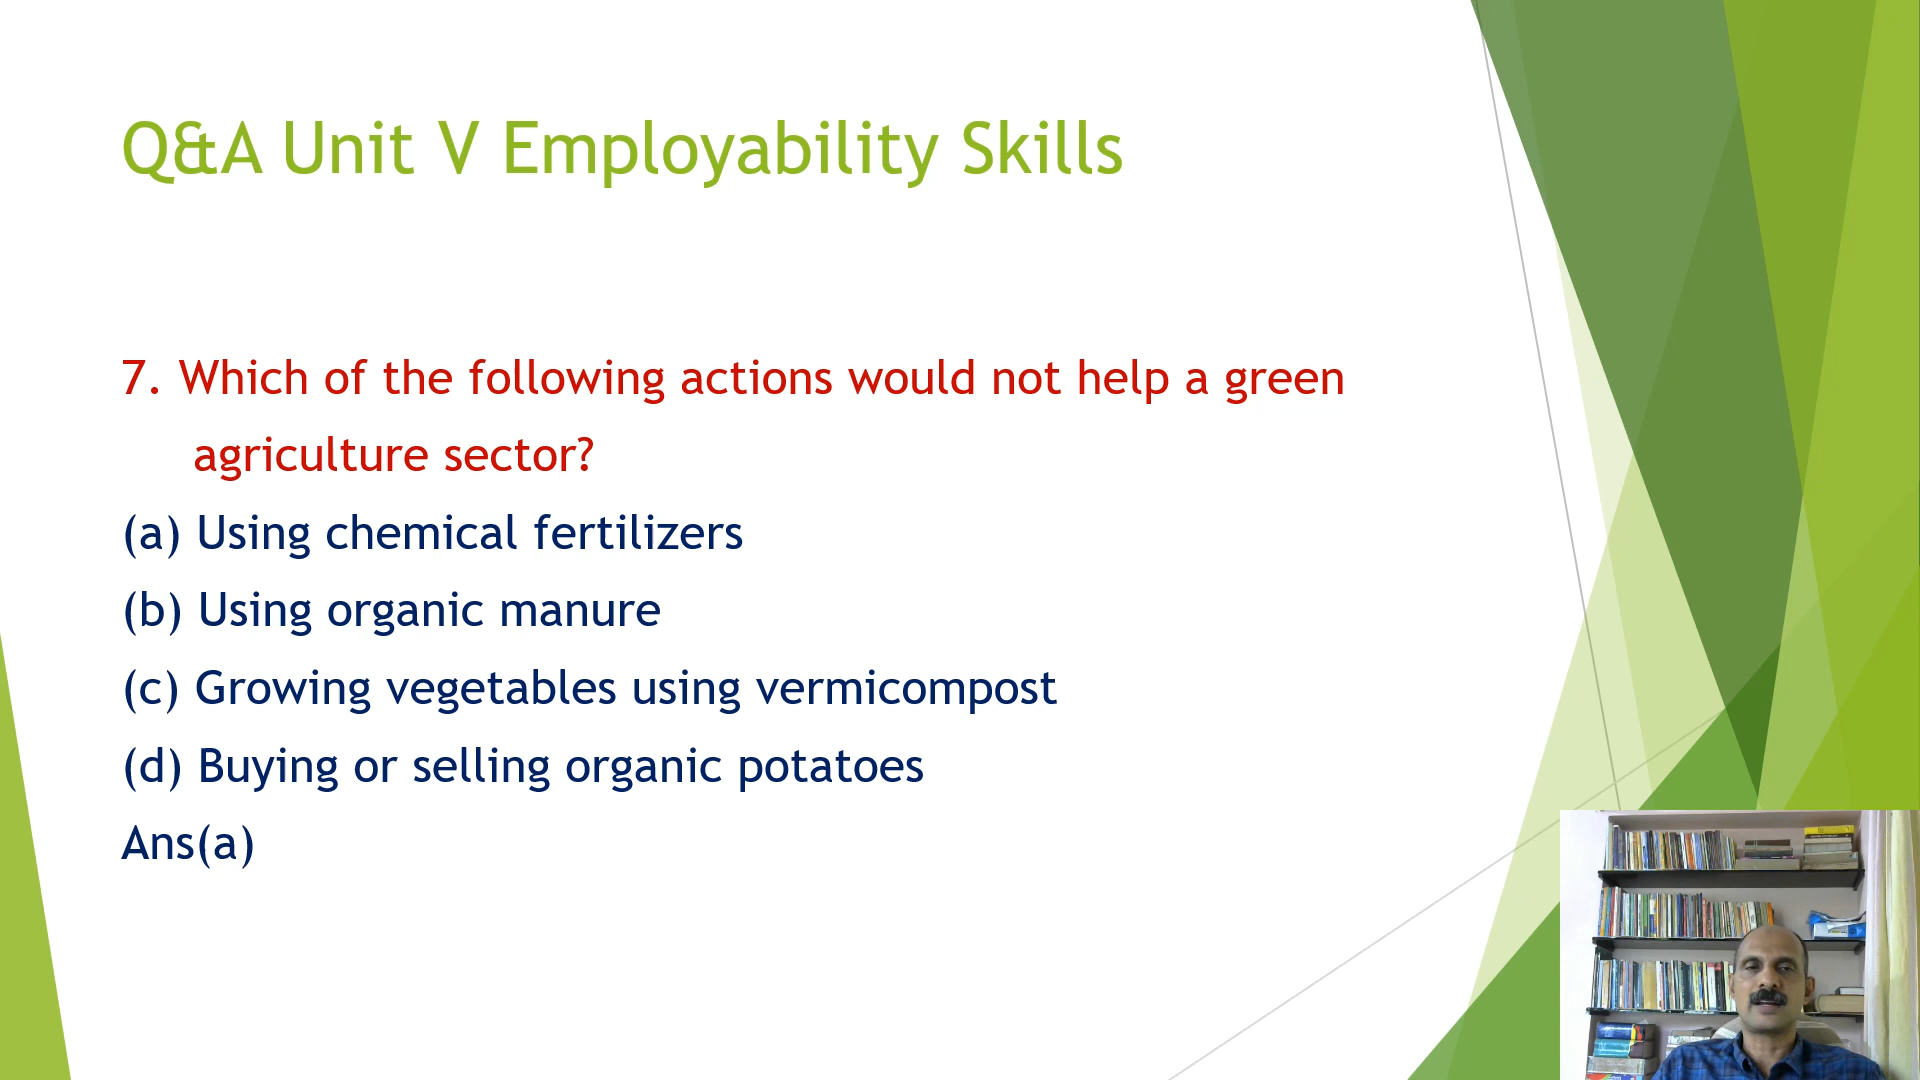 Q&A Unit V Employability Skills
7. Which of the following actions would not help a green
agriculture sector?
(a) Using chemical fertilizers
(b) Using organic manure
(c) Growing vegetables using vermicompost
(d) Buying or selling organic potatoes
Ans(a)